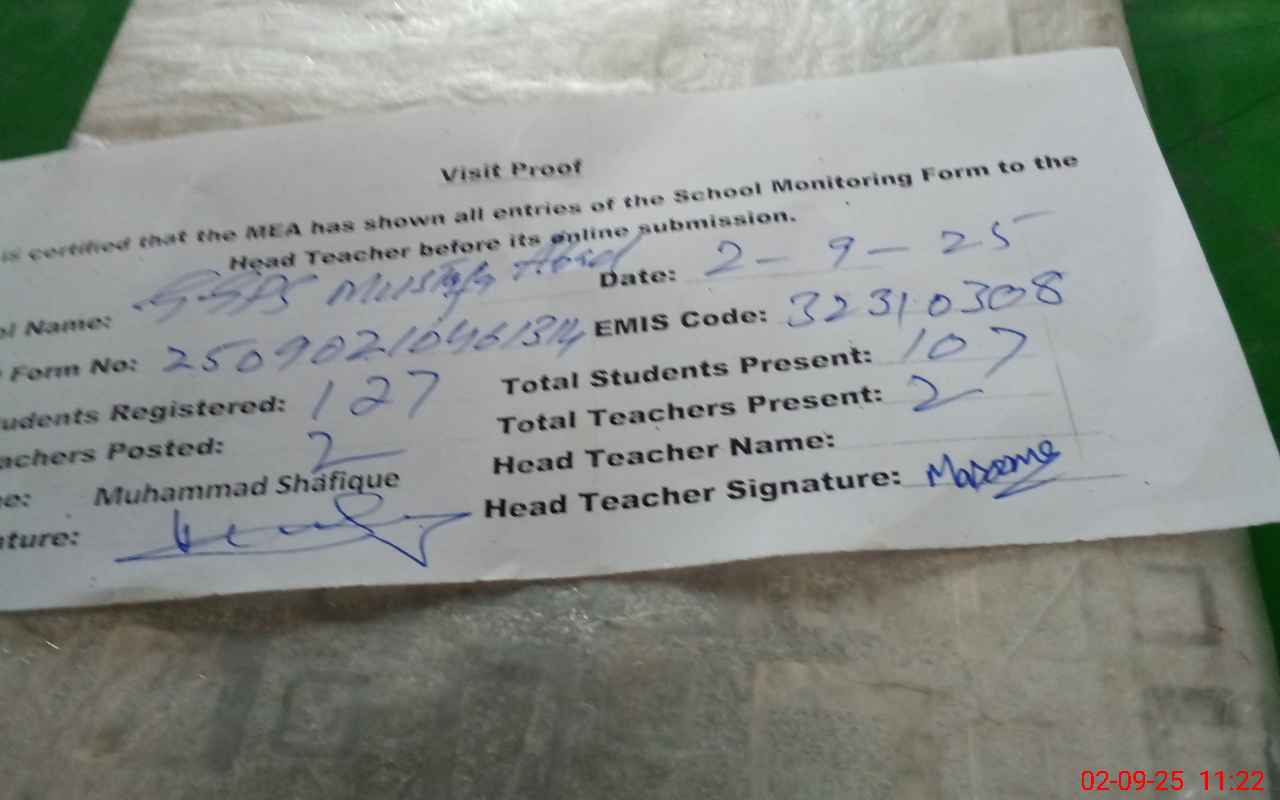 Visit Proof
is certified that the MEA has shown all entries of the School Monitoring Form to the
Head Teacher before its online submission.
ol Name: GGPS Mustafa Abad Date: 2-9-25
Form No: EMIS Code: 32310308
udents Registered: 127 Total Students Present: 107
achers Posted: 2 Total Teachers Present: 2
e: Muhammad Shafique Head Teacher Name:
ture: Head Teacher Signature:
02-09-25 11:22